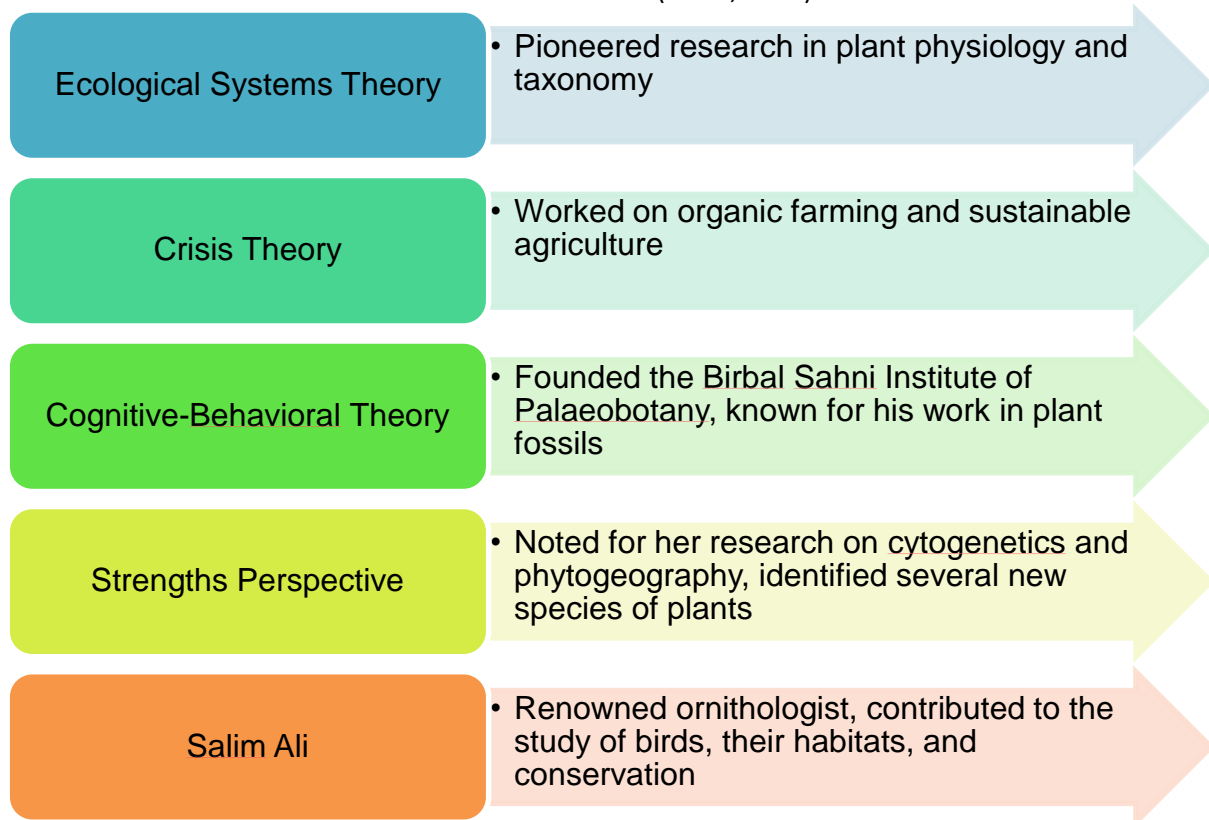 Ecological Systems Theory
• Pioneered research in plant physiology and
taxonomy
Crisis Theory
• Worked on organic farming and sustainable
agriculture
Cognitive-Behavioral Theory
• Founded the Birbal Sahni Institute of
Palaeobotany, known for his work in plant
fossils
Strengths Perspective
• Noted for her research on cytogenetics and
phytogeography, identified several new
species of plants
Salim Ali
• Renowned ornithologist, contributed to the
study of birds, their habitats, and
conservation